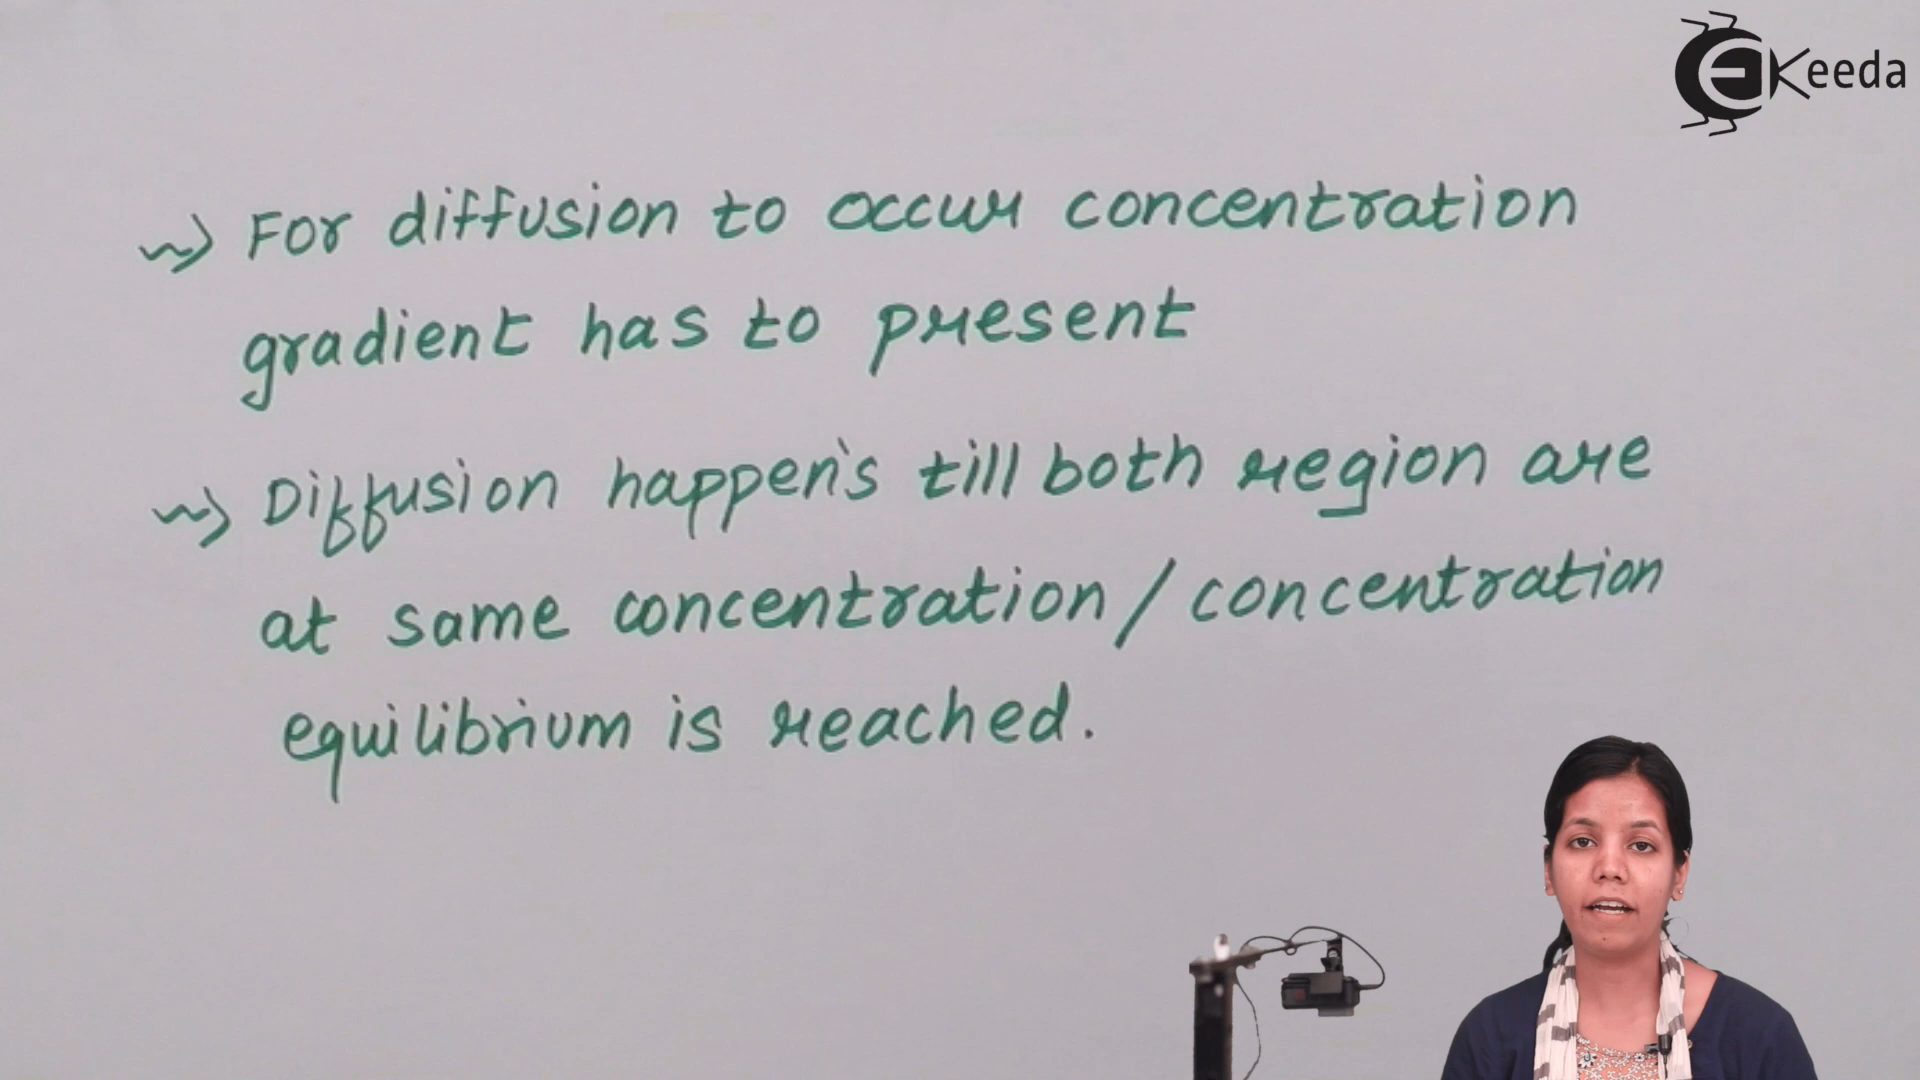 EKeeda
~> For diffusion to occur concentration
gradient has to present
~> Diffusion happen's till both region are
at same concentration / concentration
equilibrium is reached.